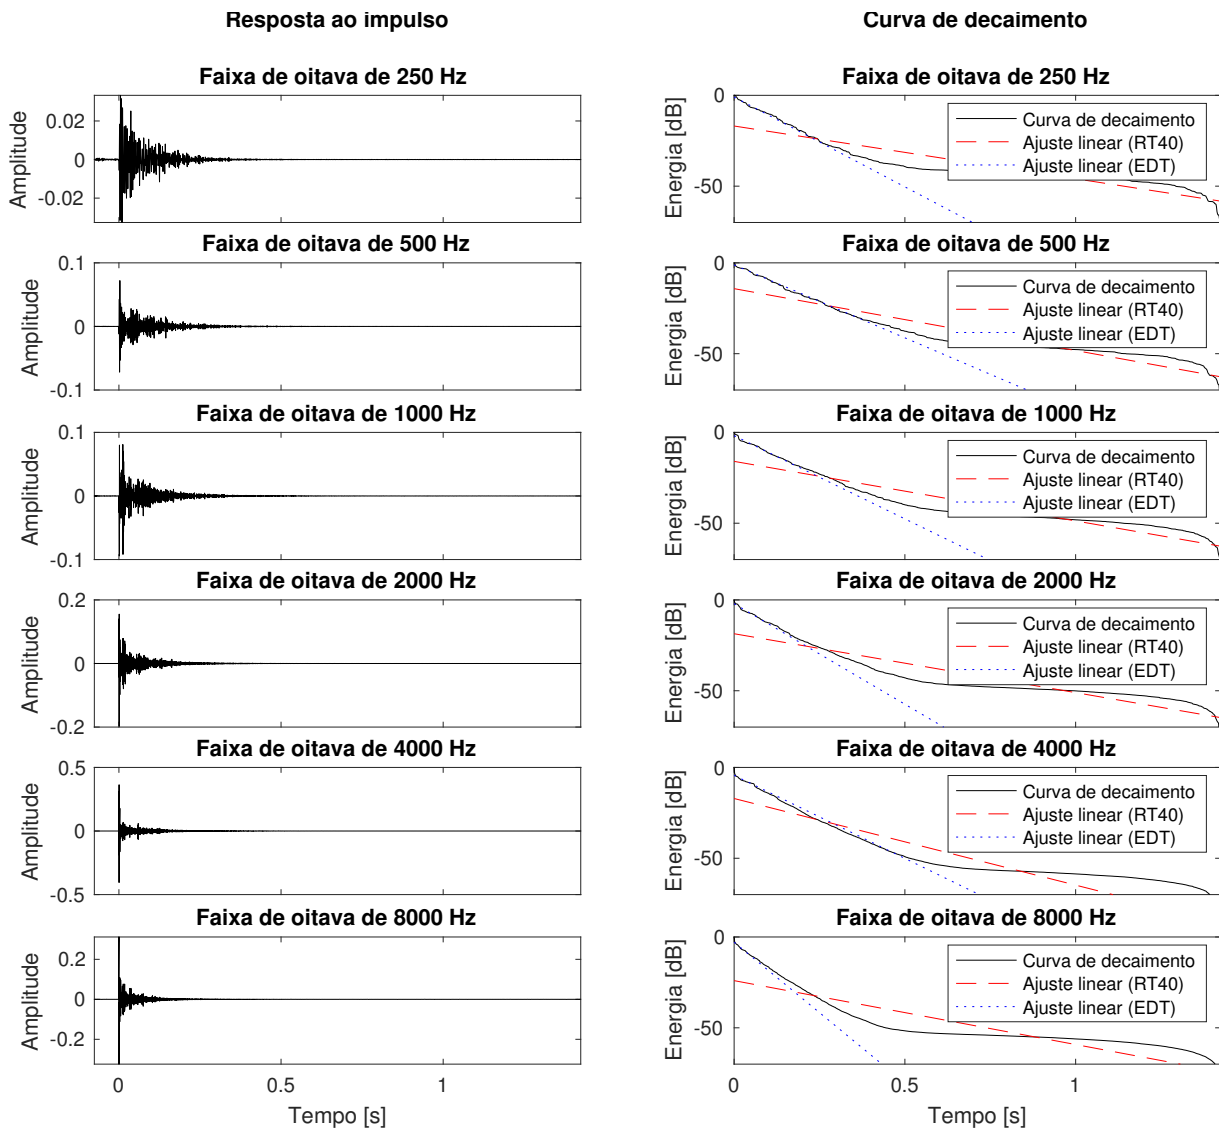 Resposta ao impulso
Curva de decaimento
Faixa de oitava de 250 Hz
0.02
0
-0.02
Amplitude
Faixa de oitava de 250 Hz
0
-50
Energia [dB]
Curva de decaimento
Ajuste linear (RT40)
Ajuste linear (EDT)
Faixa de oitava de 500 Hz
0.1
0
-0.1
Amplitude
Faixa de oitava de 500 Hz
0
-50
Energia [dB]
Curva de decaimento
Ajuste linear (RT40)
Ajuste linear (EDT)
Faixa de oitava de 1000 Hz
0.1
0
-0.1
Amplitude
Faixa de oitava de 1000 Hz
0
-50
Energia [dB]
Curva de decaimento
Ajuste linear (RT40)
Ajuste linear (EDT)
Faixa de oitava de 2000 Hz
0.2
0
-0.2
Amplitude
Faixa de oitava de 2000 Hz
0
-50
Energia [dB]
Curva de decaimento
Ajuste linear (RT40)
Ajuste linear (EDT)
Faixa de oitava de 4000 Hz
0.5
0
-0.5
Amplitude
Faixa de oitava de 4000 Hz
0
-50
Energia [dB]
Curva de decaimento
Ajuste linear (RT40)
Ajuste linear (EDT)
Faixa de oitava de 8000 Hz
0.2
0
-0.2
Amplitude
0 0.5 1
Tempo [s]
Faixa de oitava de 8000 Hz
0
-50
Energia [dB]
Curva de decaimento
Ajuste linear (RT40)
Ajuste linear (EDT)
0 0.5 1
Tempo [s]